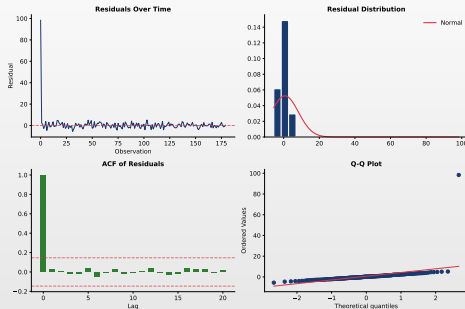 Residuals Over Time
100
80
60
40
20
0
Residual
0 25 50 75 100 125 150 175
Observation
Residual Distribution
Normal
0.14
0.12
0.10
0.08
0.06
0.04
0.02
0.00
0 20 40 60 80 100
ACF of Residuals
1.0
0.8
0.6
0.4
0.2
0.0
−0.2
0 5 10 15 20
Lag
Q-Q Plot
100
80
60
40
20
0
Ordered Values
−2 −1 0 1 2
Theoretical quantiles